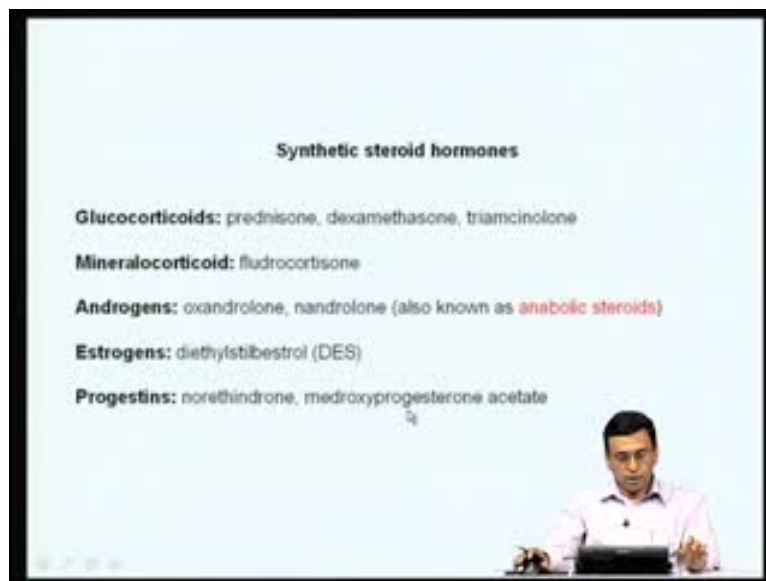 Synthetic steroid hormones
Glucocorticoids: prednisone, dexamethasone, triamcinolone
Mineralocorticoid: fludrocortisone
Androgens: oxandrolone, nandrolone (also known as anabolic steroids)
Estrogens: diethylstilbestrol (DES)
Progestins: norethindrone, medroxyprogesterone acetate